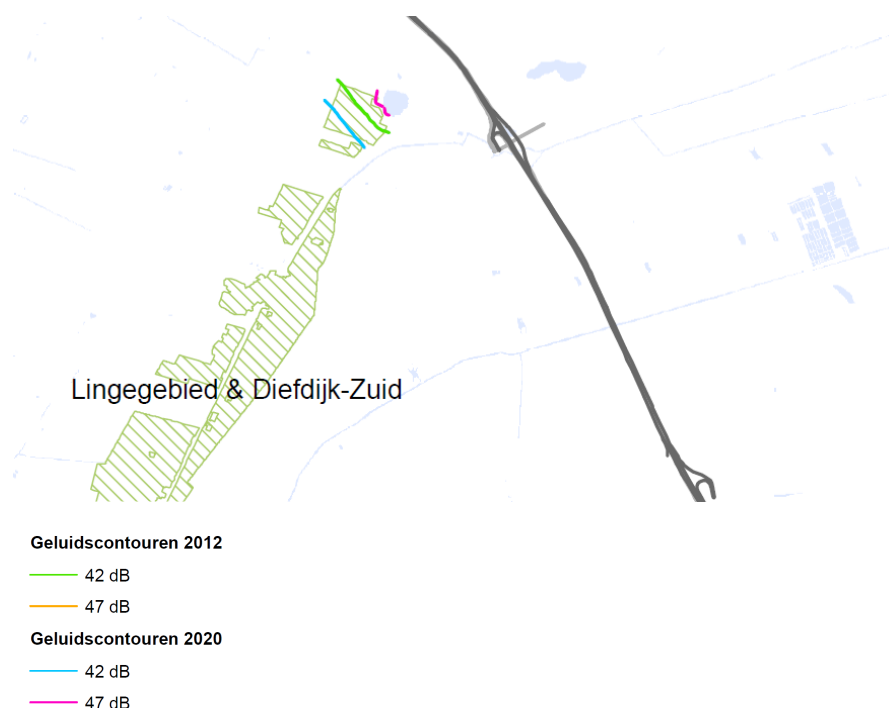 Lingegebied & Diefdijk-Zuid
Geluidscontouren 2012
42 dB
47 dB
Geluidscontouren 2020
42 dB
47 dB